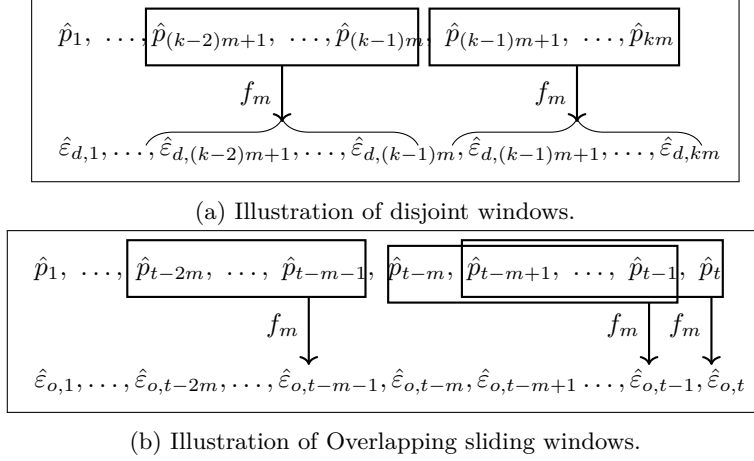 p̂₁, …, p̂₍ₖ₋₂₎ₘ₊₁, …, p̂₍ₖ₋₁₎ₘ, p̂₍ₖ₋₁₎ₘ₊₁, …, p̂ₖₘ
fₘ fₘ
ε̂_{d,1}, …, ε̂_{d,(k−2)m+1}, …, ε̂_{d,(k−1)m}, ε̂_{d,(k−1)m+1}, …, ε̂_{d,km}
(a) Illustration of disjoint windows.
p̂₁, …, p̂ₜ₋₂ₘ, …, p̂ₜ₋ₘ₋₁, p̂ₜ₋ₘ, p̂ₜ₋ₘ₊₁, …, p̂ₜ₋₁, p̂ₜ
fₘ fₘ fₘ
ε̂_{o,1}, …, ε̂_{o,t−2m}, …, ε̂_{o,t−m−1}, ε̂_{o,t−m}, ε̂_{o,t−m+1} …, ε̂_{o,t−1}, ε̂_{o,t}
(b) Illustration of Overlapping sliding windows.